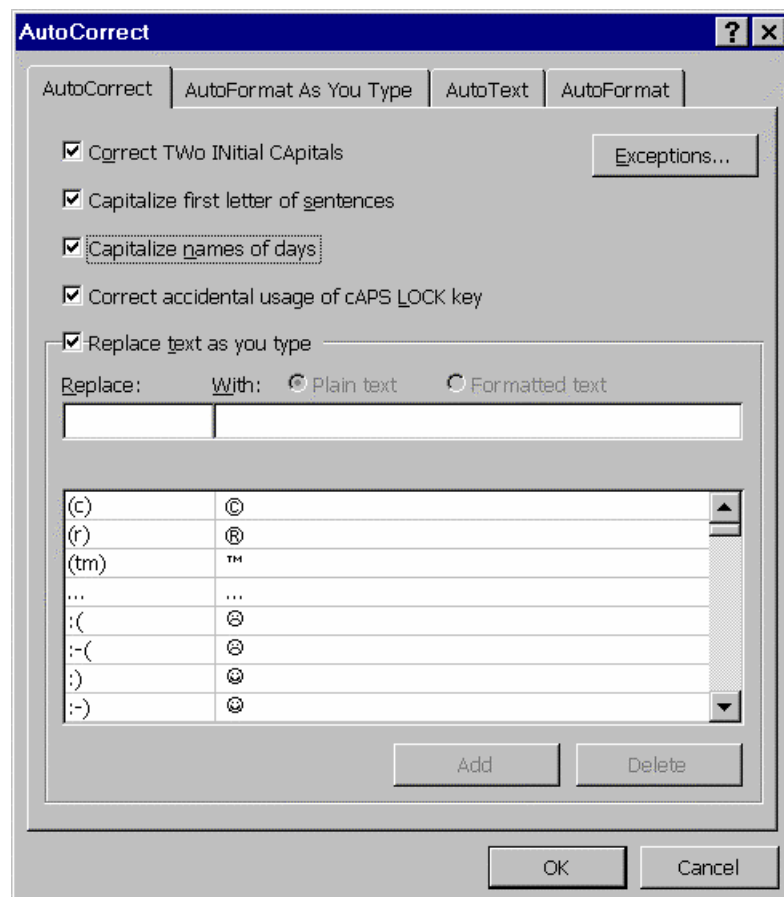 AutoCorrect
AutoCorrect AutoFormat As You Type AutoText AutoFormat
Correct TWo INitial CApitals Exceptions...
Capitalize first letter of sentences
Capitalize names of days
Correct accidental usage of cAPS LOCK key
Replace text as you type
Replace: With: Plain text Formatted text
(c) ©
(r) ®
(tm) ™
... …
:( ☹
:-( ☹
:) ☺
:-) ☺
Add Delete
OK Cancel